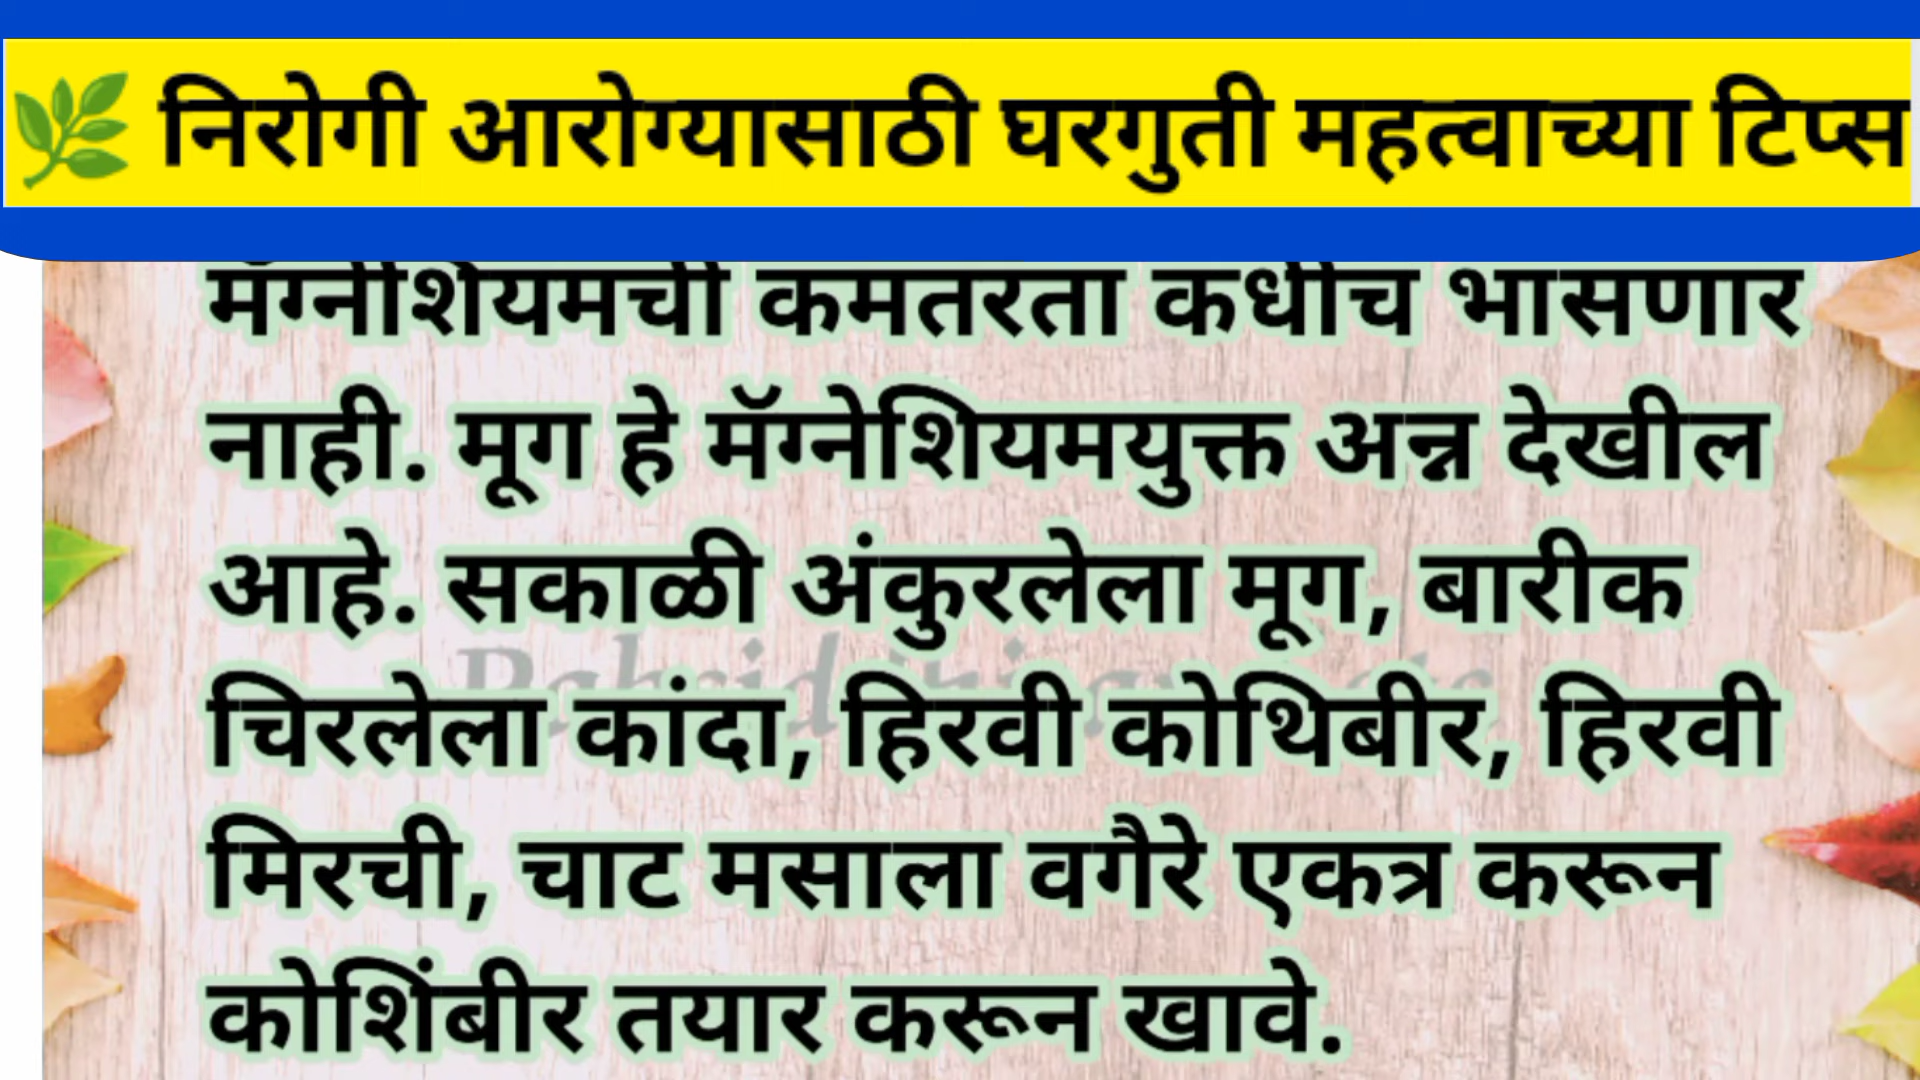 🌿 निरोगी आरोग्यासाठी घरगुती महत्वाच्या टिप्स
मॅग्नेशियमची कमतरता कधीच भासणार
नाही. मूग हे मॅग्नेशियमयुक्त अन्न देखील
आहे. सकाळी अंकुरलेला मूग, बारीक
चिरलेला कांदा, हिरवी कोथिबीर, हिरवी
मिरची, चाट मसाला वगैरे एकत्र करून
कोशिंबीर तयार करून खावे.